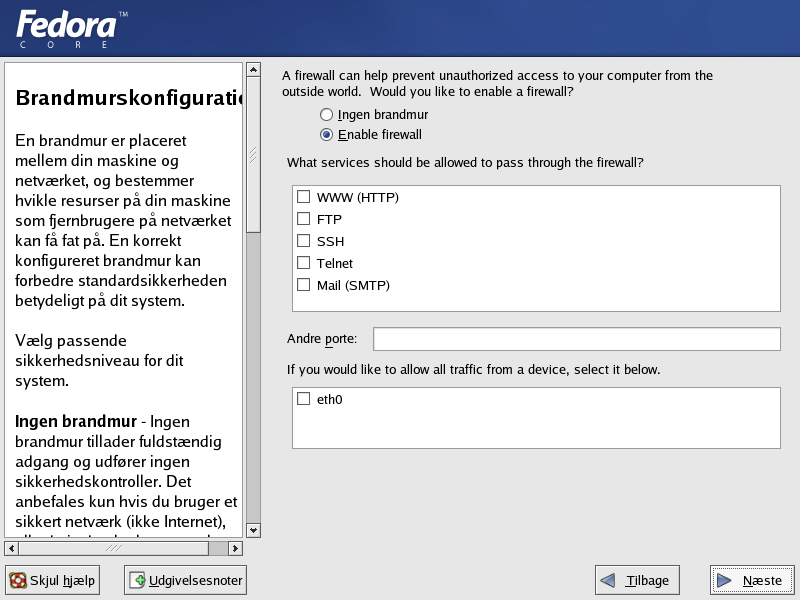 Fedora™
CORE
Brandmurskonfiguratio
En brandmur er placeret
mellem din maskine og
netværket, og bestemmer
hvikle resurser på din maskine
som fjernbrugere på netværket
kan få fat på. En korrekt
konfigureret brandmur kan
forbedre standardsikkerheden
betydeligt på dit system.
Vælg passende
sikkerhedsniveau for dit
system.
Ingen brandmur - Ingen
brandmur tillader fuldstændig
adgang og udfører ingen
sikkerhedskontroller. Det
anbefales kun hvis du bruger et
sikkert netværk (ikke Internet),
A firewall can help prevent unauthorized access to your computer from the
outside world.  Would you like to enable a firewall?
Ingen brandmur
Enable firewall
What services should be allowed to pass through the firewall?
WWW (HTTP)
FTP
SSH
Telnet
Mail (SMTP)
Andre porte:
If you would like to allow all traffic from a device, select it below.
eth0
Skjul hjælp
Udgivelsesnoter
Tilbage
Næste